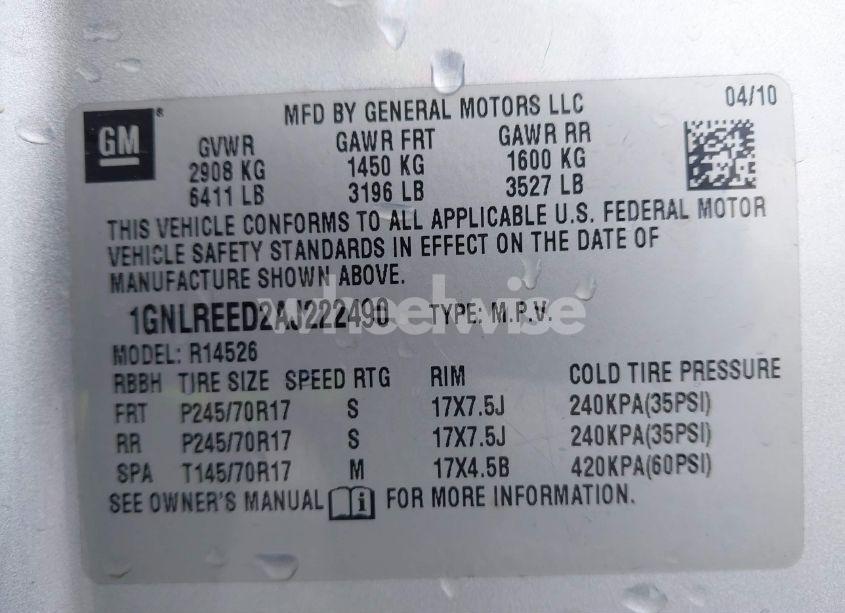 GM ®
MFD BY GENERAL MOTORS LLC 04/10
GVWR GAWR FRT GAWR RR
2908 KG 1450 KG 1600 KG
6411 LB 3196 LB 3527 LB
THIS VEHICLE CONFORMS TO ALL APPLICABLE U.S. FEDERAL MOTOR
VEHICLE SAFETY STANDARDS IN EFFECT ON THE DATE OF
MANUFACTURE SHOWN ABOVE.
1GNLREED2AJ222490 TYPE: M.P.V.
wheelwise
MODEL: R14526
RBBH TIRE SIZE SPEED RTG RIM COLD TIRE PRESSURE
FRT P245/70R17 S 17X7.5J 240KPA(35PSI)
RR P245/70R17 S 17X7.5J 240KPA(35PSI)
SPA T145/70R17 M 17X4.5B 420KPA(60PSI)
SEE OWNER'S MANUAL i FOR MORE INFORMATION.